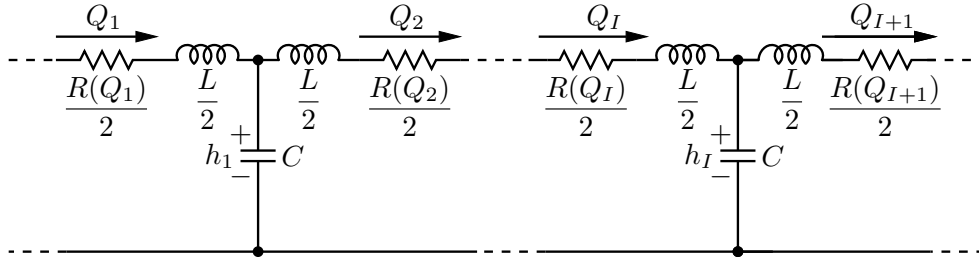 Q_1 Q_2 Q_I Q_{I+1}
R(Q_1)/2 L/2 L/2 R(Q_2)/2 R(Q_I)/2 L/2 L/2 R(Q_{I+1})/2
+ +
h_1 C h_I C
− −